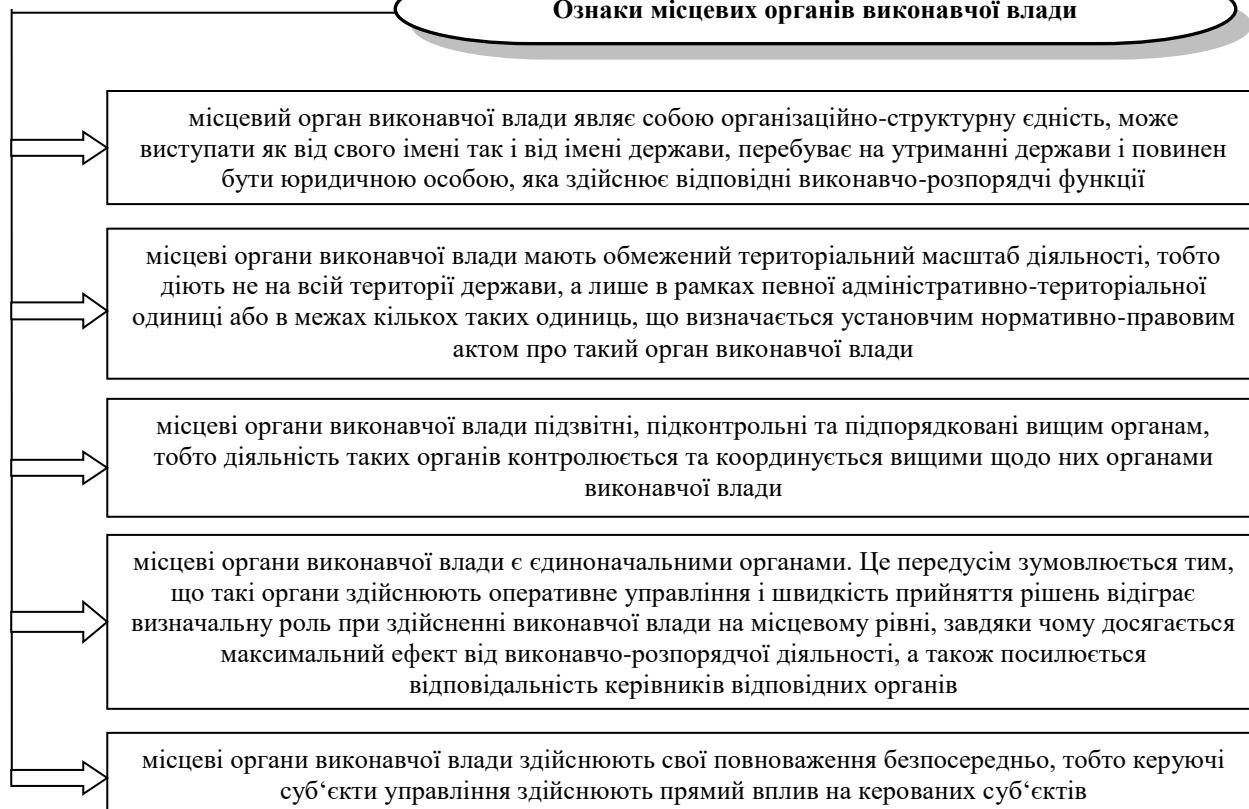 Ознаки місцевих органів виконавчої влади
місцевий орган виконавчої влади являє собою організаційно-структурну єдність, може
виступати як від свого імені так і від імені держави, перебуває на утриманні держави і повинен
бути юридичною особою, яка здійснює відповідні виконавчо-розпорядчі функції
місцеві органи виконавчої влади мають обмежений територіальний масштаб діяльності, тобто
діють не на всій території держави, а лише в рамках певної адміністративно-територіальної
одиниці або в межах кількох таких одиниць, що визначається установчим нормативно-правовим
актом про такий орган виконавчої влади
місцеві органи виконавчої влади підзвітні, підконтрольні та підпорядковані вищим органам,
тобто діяльність таких органів контролюється та координується вищими щодо них органами
виконавчої влади
місцеві органи виконавчої влади є єдиноначальними органами. Це передусім зумовлюється тим,
що такі органи здійснюють оперативне управління і швидкість прийняття рішень відіграє
визначальну роль при здійсненні виконавчої влади на місцевому рівні, завдяки чому досягається
максимальний ефект від виконавчо-розпорядчої діяльності, а також посилюється
відповідальність керівників відповідних органів
місцеві органи виконавчої влади здійснюють свої повноваження безпосередньо, тобто керуючі
суб‘єкти управління здійснюють прямий вплив на керованих суб‘єктів